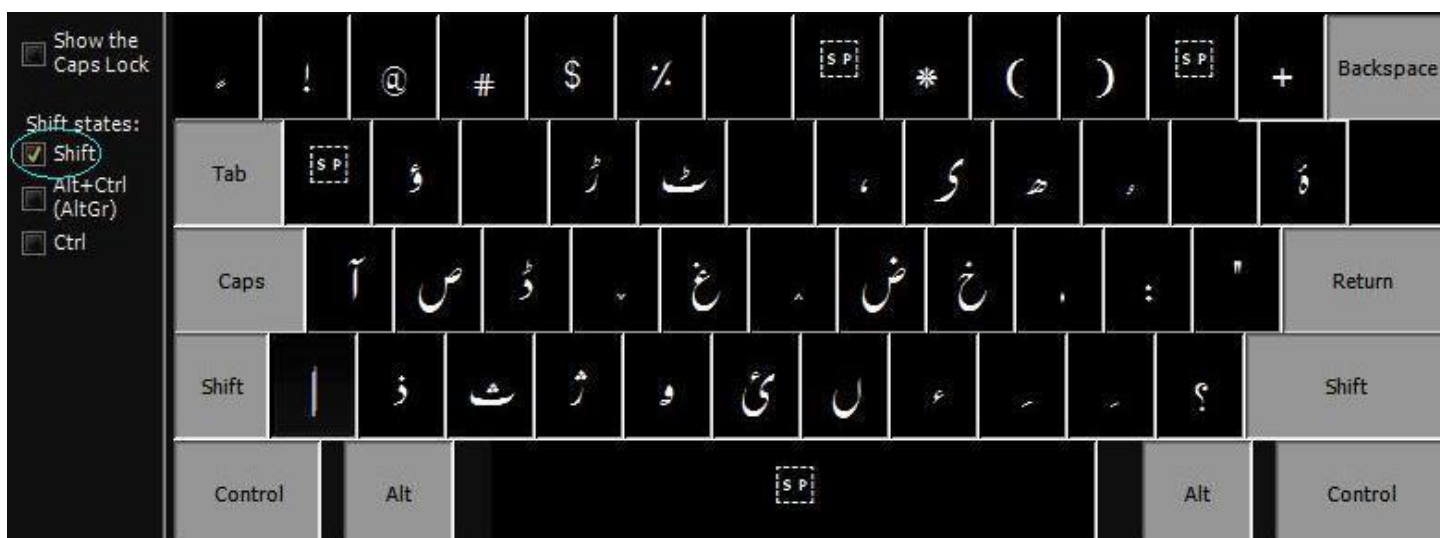 Show the
Caps Lock
Shift states:
Shift
Alt+Ctrl
(AltGr)
Ctrl
! @ # $ ٪ SP * ( ) SP + Backspace
Tab SP ؤ ڑ ٹ ، ی ھ ۂ
Caps آ ص ڈ غ ض خ : " Return
Shift | ذ ث ژ ئ ں ء ؟ Shift
Control Alt SP Alt Control